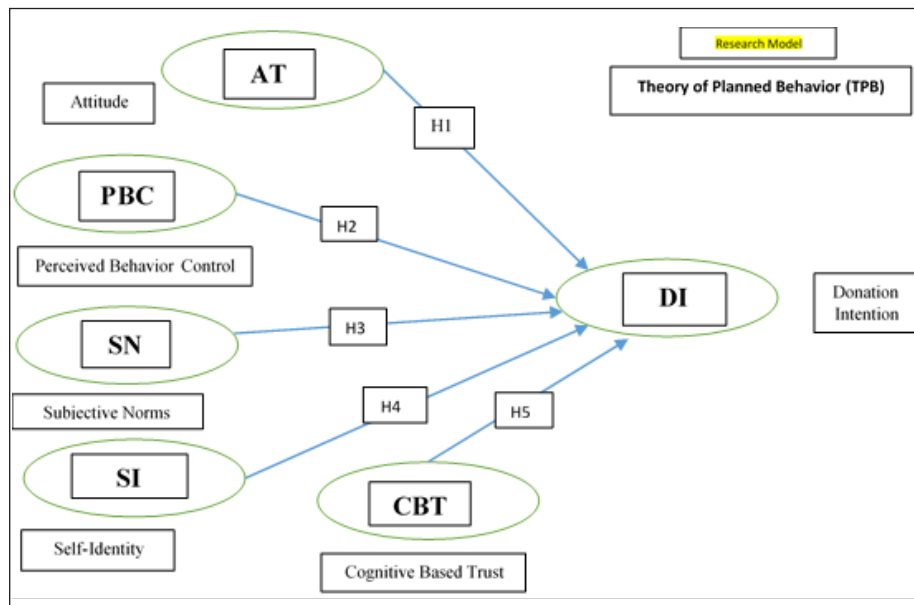 Research Model
Theory of Planned Behavior (TPB)
AT
Attitude
H1
PBC
H2
Perceived Behavior Control
DI
Donation
Intention
SN
H3
Subjective Norms
H4
H5
SI
CBT
Self-Identity
Cognitive Based Trust